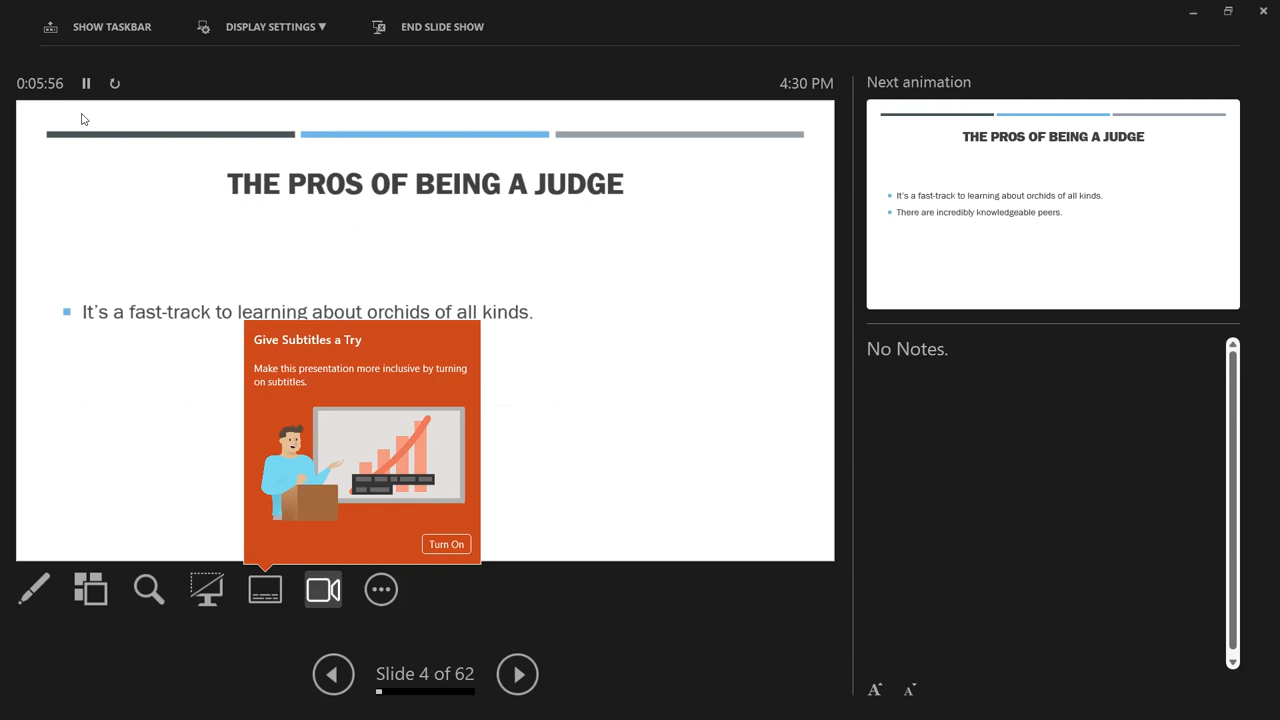 SHOW TASKBAR
DISPLAY SETTINGS ▼
END SLIDE SHOW
0:05:56
4:30 PM
THE PROS OF BEING A JUDGE
It's a fast-track to learning about orchids of all kinds.
Give Subtitles a Try
Make this presentation more inclusive by turning
on subtitles.
Turn On
Slide 4 of 62
Next animation
THE PROS OF BEING A JUDGE
It's a fast-track to learning about orchids of all kinds.
There are incredibly knowledgeable peers.
No Notes.
A A